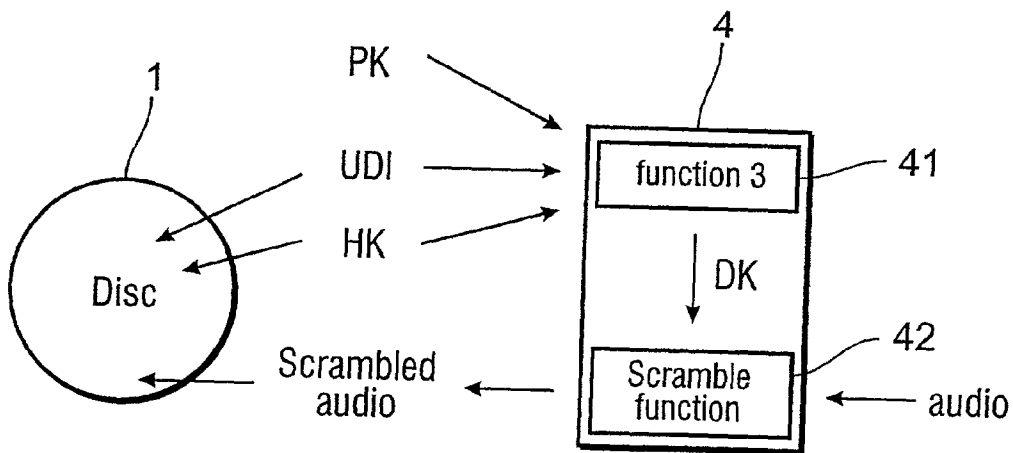 4
PK
1
UDI
function 3
41
HK
Disc
DK
42
Scrambled
audio
Scramble
function
audio